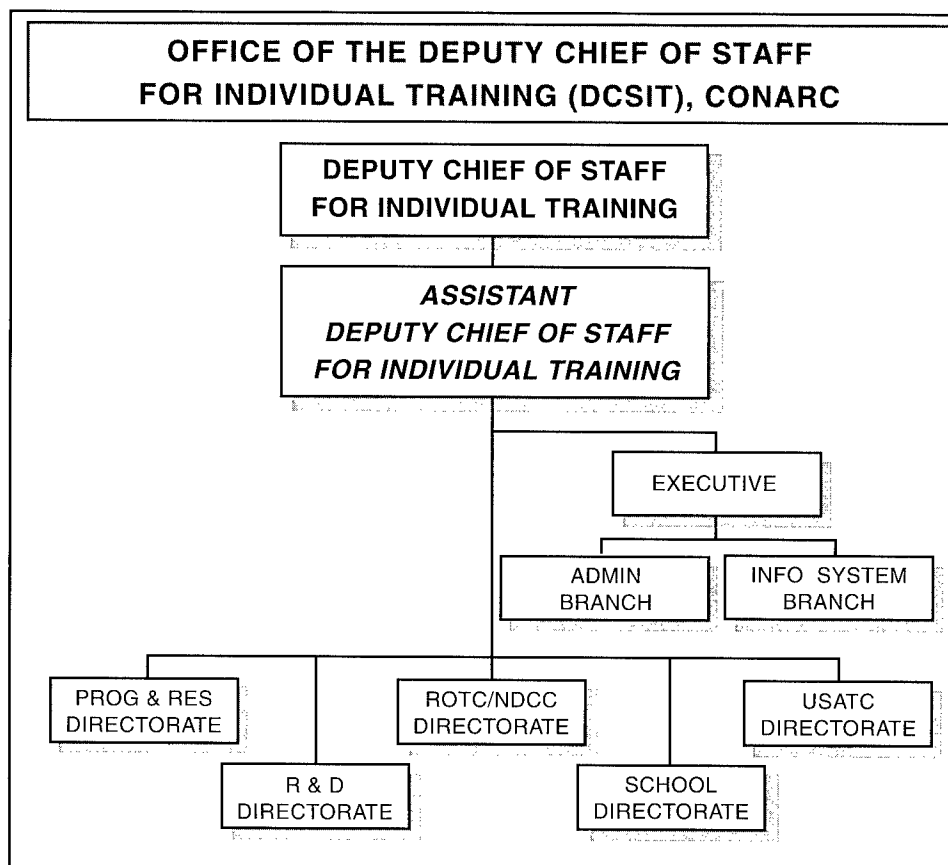 OFFICE OF THE DEPUTY CHIEF OF STAFF
FOR INDIVIDUAL TRAINING (DCSIT), CONARC
DEPUTY CHIEF OF STAFF
FOR INDIVIDUAL TRAINING
ASSISTANT
DEPUTY CHIEF OF STAFF
FOR INDIVIDUAL TRAINING
EXECUTIVE
ADMIN
BRANCH
INFO SYSTEM
BRANCH
PROG & RES
DIRECTORATE
ROTC/NDCC
DIRECTORATE
USATC
DIRECTORATE
R & D
DIRECTORATE
SCHOOL
DIRECTORATE